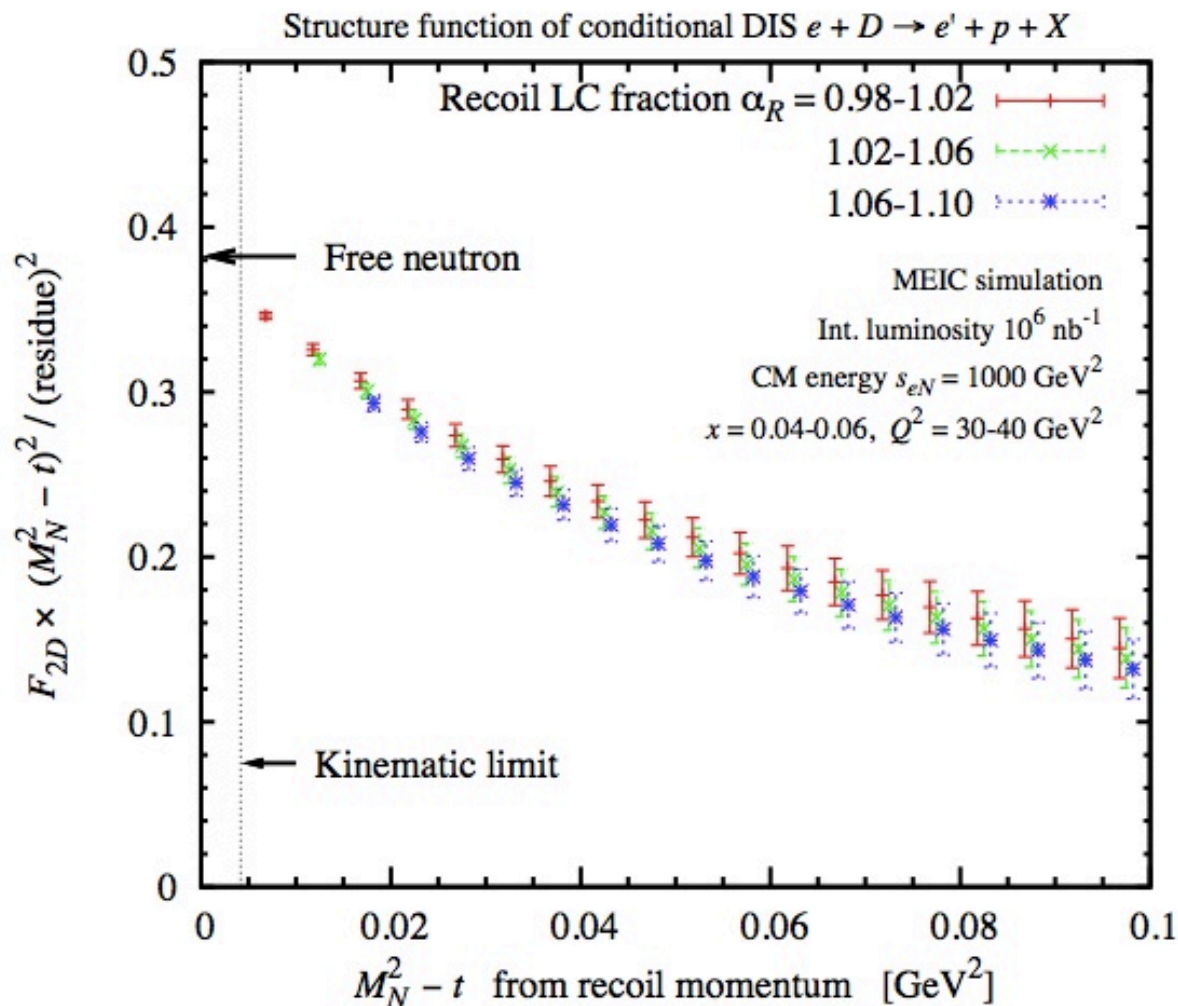 Structure function of conditional DIS e + D → e' + p + X
0.5
0.4
0.3
0.2
0.1
0
F_{2D} × (M_N^2 − t)^2 / (residue)^2
Recoil LC fraction α_R = 0.98-1.02
1.02-1.06
1.06-1.10
Free neutron
MEIC simulation
Int. luminosity 10^6 nb^{-1}
CM energy s_{eN} = 1000 GeV^2
x = 0.04-0.06, Q^2 = 30-40 GeV^2
Kinematic limit
0 0.02 0.04 0.06 0.08 0.1
M_N^2 − t from recoil momentum [GeV^2]